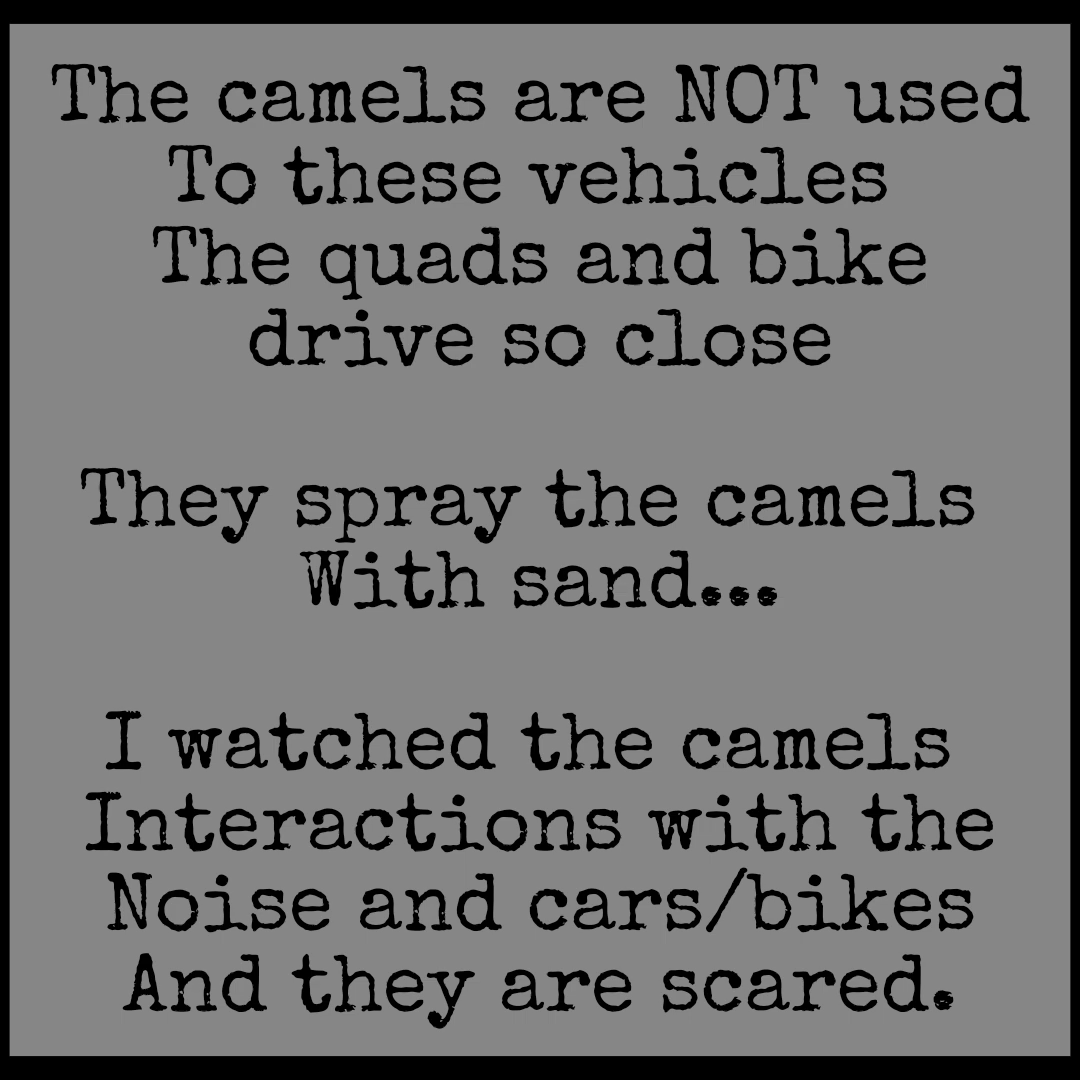 The camels are NOT used
To these vehicles
The quads and bike
drive so close
They spray the camels
With sand...
I watched the camels
Interactions with the
Noise and cars/bikes
And they are scared.